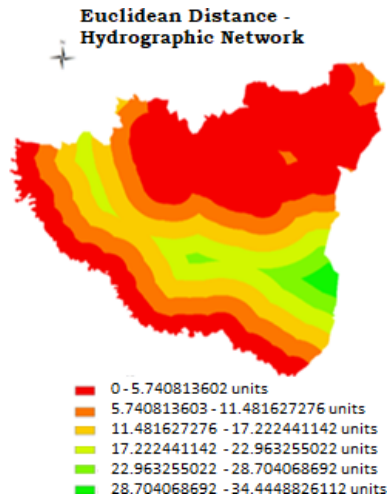 Euclidean Distance -
Hydrographic Network
0 - 5.740813602 units
5.740813603 - 11.481627276 units
11.481627276 - 17.222441142 units
17.222441142 - 22.963255022 units
22.963255022 - 28.704068692 units
28.704068692 - 34.4448826112 units